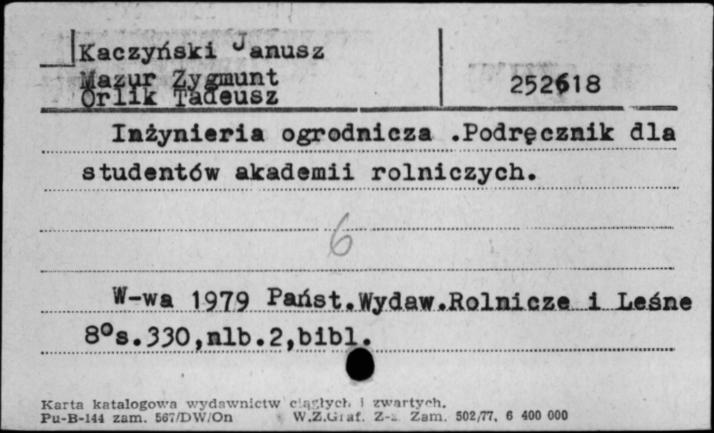 Kaczyński Janusz
Mazur Zygmunt
Orlik Tadeusz
252618
Inżynieria ogrodnicza .Podręcznik dla
studentów akademii rolniczych.
6
W-wa 1979 Państ.Wydaw.Rolnicze i Leśne
8°s.330,nlb.2,bibl.
Karta katalogowa wydawnictw ciągłych i zwartych.
Pu-B-144 zam. 567/DW/On W.Z.Graf. Zam. 502/77, 6 400 000